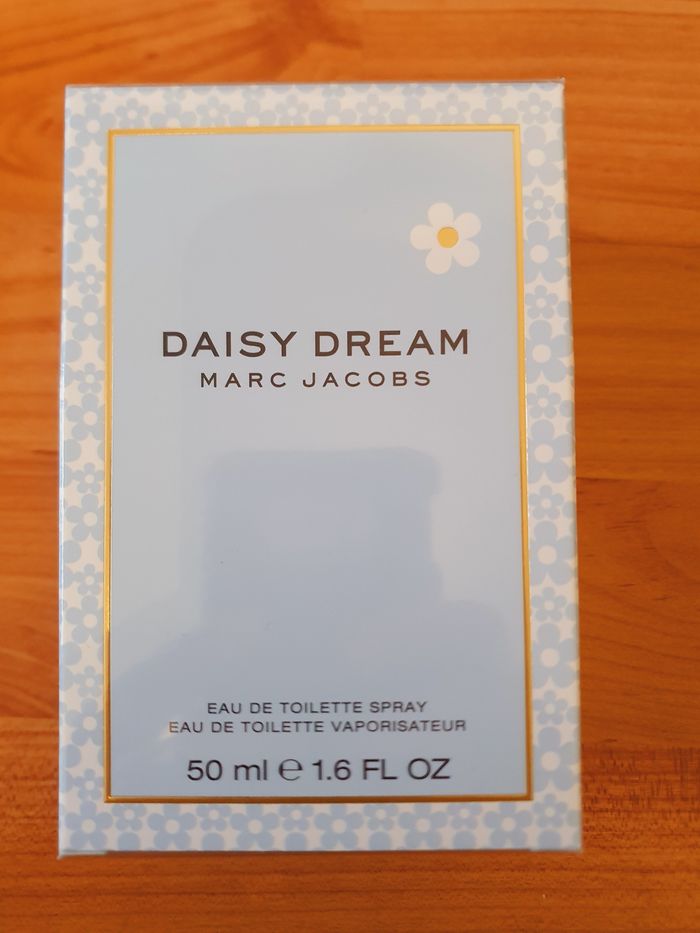 DAISY DREAM
MARC JACOBS
EAU DE TOILETTE SPRAY
EAU DE TOILETTE VAPORISATEUR
50 ml ℮ 1.6 FL OZ